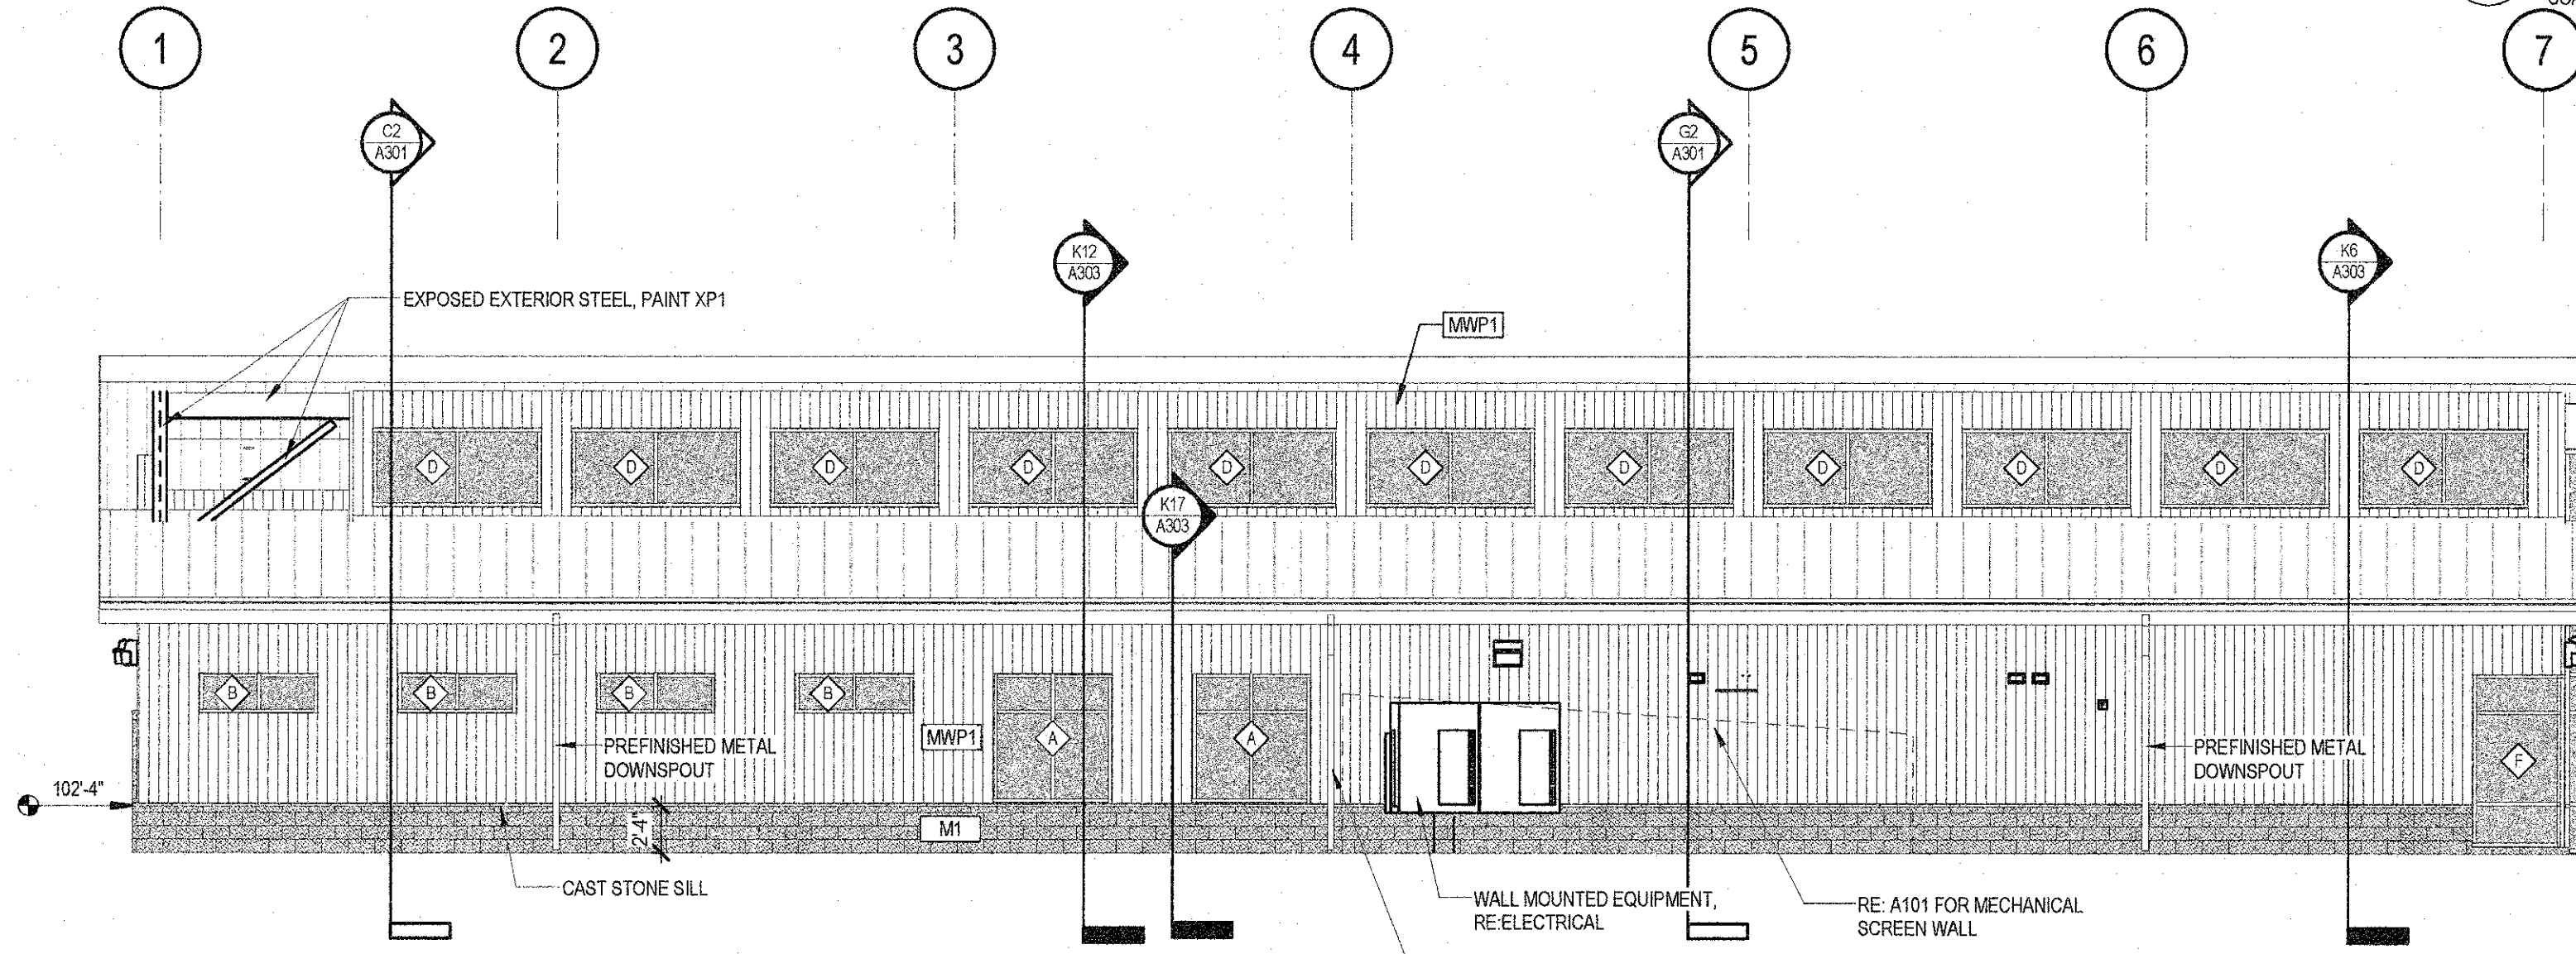 1 2 3 4 5 6 7
C2
A301
G2
A301
K12
A303
K6
A303
EXPOSED EXTERIOR STEEL, PAINT XP1
MWP1
D D D D D D D D D D D
K17
A303
B B B B
MWP1
A A
PREFINISHED METAL
DOWNSPOUT
PREFINISHED METAL
DOWNSPOUT
F
102'-4"
2'-4"
M1
CAST STONE SILL
WALL MOUNTED EQUIPMENT,
RE:ELECTRICAL
RE: A101 FOR MECHANICAL
SCREEN WALL